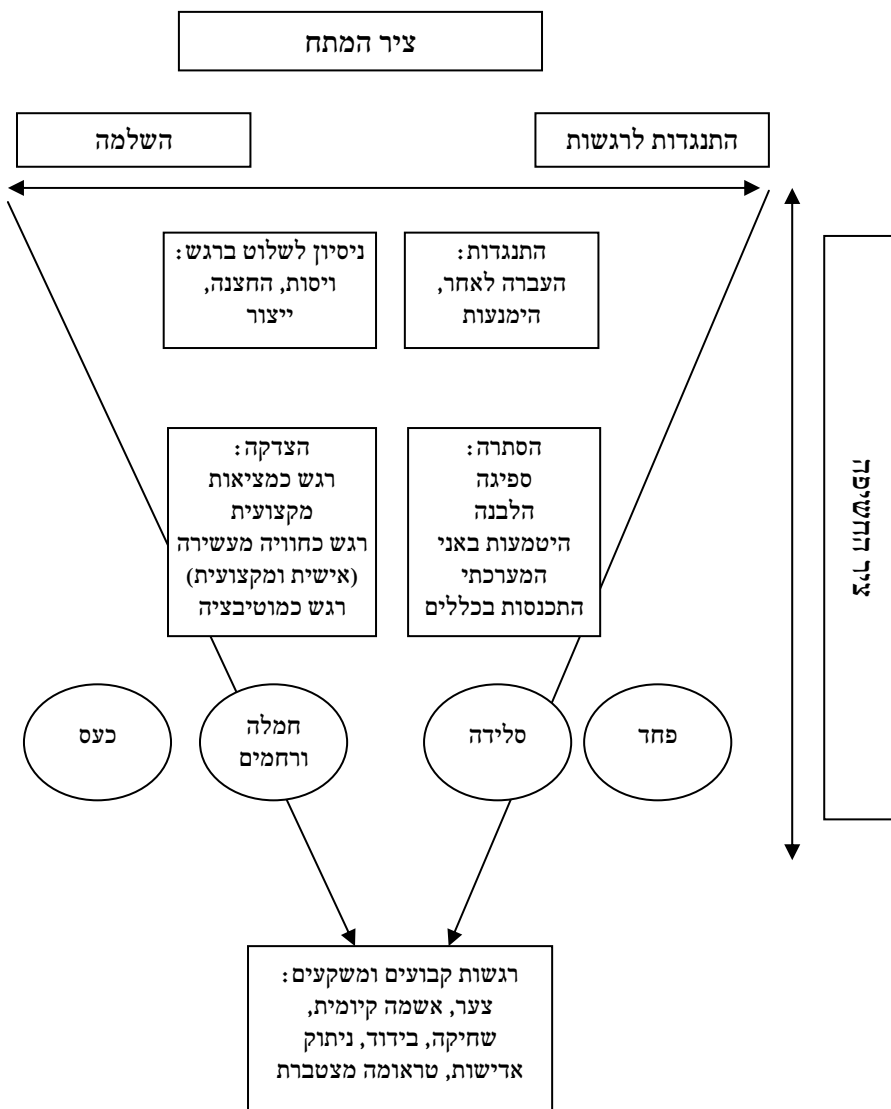 ציר המתח
התנגדות לרגשות
השלמה
התנגדות:
העברה לאחר,
הימנעות
ניסיון לשלוט ברגש:
ויסות, החצנה,
ייצור
ציר החשיפה
הסתרה:
ספיגה
הלבנה
היטמעות באני
המערכתי
התכנסות בכללים
הצדקה:
רגש כמציאות
מקצועית
רגש כחוויה מעשירה
(אישית ומקצועית)
רגש כמוטיבציה
פחד
סלידה
חמלה
ורחמים
כעס
רגשות קבועים ומשקעים:
צער, אשמה קיומית,
שחיקה, בידוד, ניתוק
אדישות, טראומה מצטברת